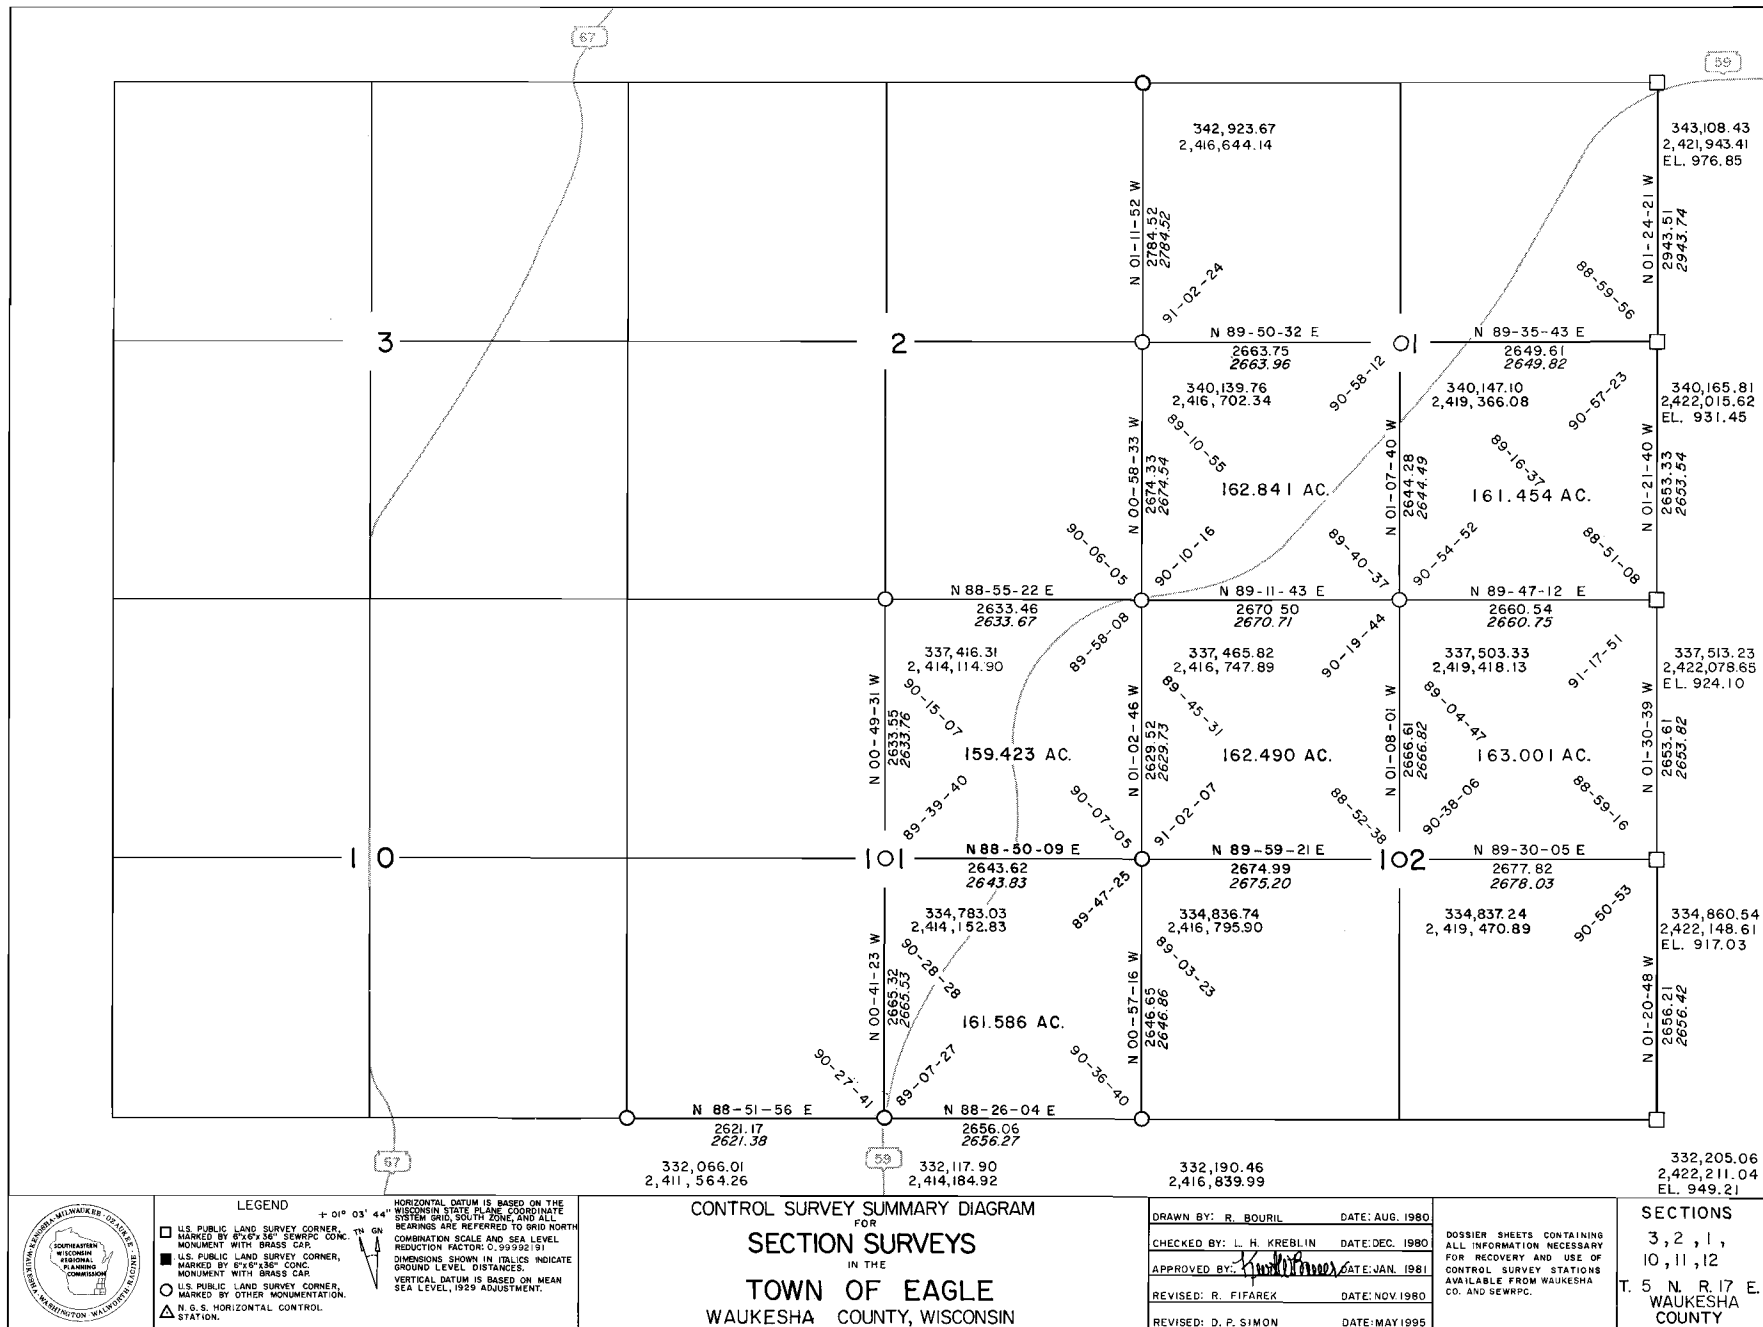 67
59
342,923.67
2,416,644.14
343,108.43
2,421,943.41
EL. 976.85
N 01-11-52 W
2784.52
2784.52
N 01-24-21 W
2943.51
2943.74
91-02-24
88-59-56
3
2
N 89-50-32 E
2663.75
2663.96
1
N 89-35-43 E
2649.61
2649.82
90-58-12
90-57-23
340,139.76
2,416,702.34
340,147.10
2,419,366.08
340,165.81
2,422,015.62
EL. 931.45
N 00-58-33 W
2674.33
2674.54
89-10-55
162.841 AC.
N 01-07-40 W
2644.28
2644.49
89-16-37
161.454 AC.
N 01-21-40 W
2653.33
2653.54
90-06-05
90-10-16
89-40-37
90-54-52
88-51-08
N 88-55-22 E
2633.46
2633.67
N 89-11-43 E
2670.50
2670.71
N 89-47-12 E
2660.54
2660.75
89-58-08
90-19-44
91-17-51
337,416.31
2,414,114.90
337,465.82
2,416,747.89
337,503.33
2,419,418.13
337,513.23
2,422,078.65
EL. 924.10
N 00-49-31 W
2633.55
2633.76
90-15-07
159.423 AC.
N 01-02-46 W
2629.52
2629.73
89-45-31
162.490 AC.
N 01-08-01 W
2666.61
2666.82
89-04-47
163.001 AC.
N 01-30-39 W
2653.61
2653.82
89-39-40
90-07-05
91-02-07
88-52-38
90-38-06
88-59-16
10
11
N 88-50-09 E
2643.62
2643.83
N 89-59-21 E
2674.99
2675.20
12
N 89-30-05 E
2677.82
2678.03
89-47-25
90-50-53
334,783.03
2,414,152.83
334,836.74
2,416,795.90
334,837.24
2,419,470.89
334,860.54
2,422,148.61
EL. 917.03
N 00-41-23 W
2665.32
2665.53
90-28-28
161.586 AC.
N 00-57-16 W
2646.65
2646.86
89-03-23
N 01-20-48 W
2656.21
2656.42
90-27-41
89-07-27
90-36-40
N 88-51-56 E
2621.17
2621.38
N 88-26-04 E
2656.06
2656.27
67
59
332,066.01
2,411,564.26
332,117.90
2,414,184.92
332,190.46
2,416,839.99
332,205.06
2,422,211.04
EL. 949.21
KENOSHA-MILWAUKEE-OZAUKEE-RACINE-WALWORTH-WASHINGTON-WAUKESHA
SOUTHEASTERN
WISCONSIN
REGIONAL
PLANNING
COMMISSION
LEGEND
U.S. PUBLIC LAND SURVEY CORNER,
MARKED BY 6"x6"x 36" SEWRPC CONC.
MONUMENT WITH BRASS CAP.
U.S. PUBLIC LAND SURVEY CORNER,
MARKED BY 6"x6"x36" CONC.
MONUMENT WITH BRASS CAP.
U.S. PUBLIC LAND SURVEY CORNER,
MARKED BY OTHER MONUMENTATION.
N.G.S. HORIZONTAL CONTROL
STATION.
+ 01° 03' 44"
TN GN
HORIZONTAL DATUM IS BASED ON THE
WISCONSIN STATE PLANE COORDINATE
SYSTEM GRID, SOUTH ZONE, AND ALL
BEARINGS ARE REFERRED TO GRID NORTH
COMBINATION SCALE AND SEA LEVEL
REDUCTION FACTOR: 0.99992191
DIMENSIONS SHOWN IN ITALICS INDICATE
GROUND LEVEL DISTANCES.
VERTICAL DATUM IS BASED ON MEAN
SEA LEVEL, 1929 ADJUSTMENT.
CONTROL SURVEY SUMMARY DIAGRAM
FOR
SECTION SURVEYS
IN THE
TOWN OF EAGLE
WAUKESHA COUNTY, WISCONSIN
DRAWN BY: R. BOURIL DATE: AUG. 1980
CHECKED BY: L. H. KREBLIN DATE: DEC. 1980
APPROVED BY: DATE: JAN. 1981
REVISED: R. FIFAREK DATE: NOV. 1980
REVISED: D. P. SIMON DATE: MAY 1995
DOSSIER SHEETS CONTAINING
ALL INFORMATION NECESSARY
FOR RECOVERY AND USE OF
CONTROL SURVEY STATIONS
AVAILABLE FROM WAUKESHA
CO. AND SEWRPC.
SECTIONS
3, 2, 1,
10, 11, 12
T. 5 N. R. 17 E.
WAUKESHA
COUNTY